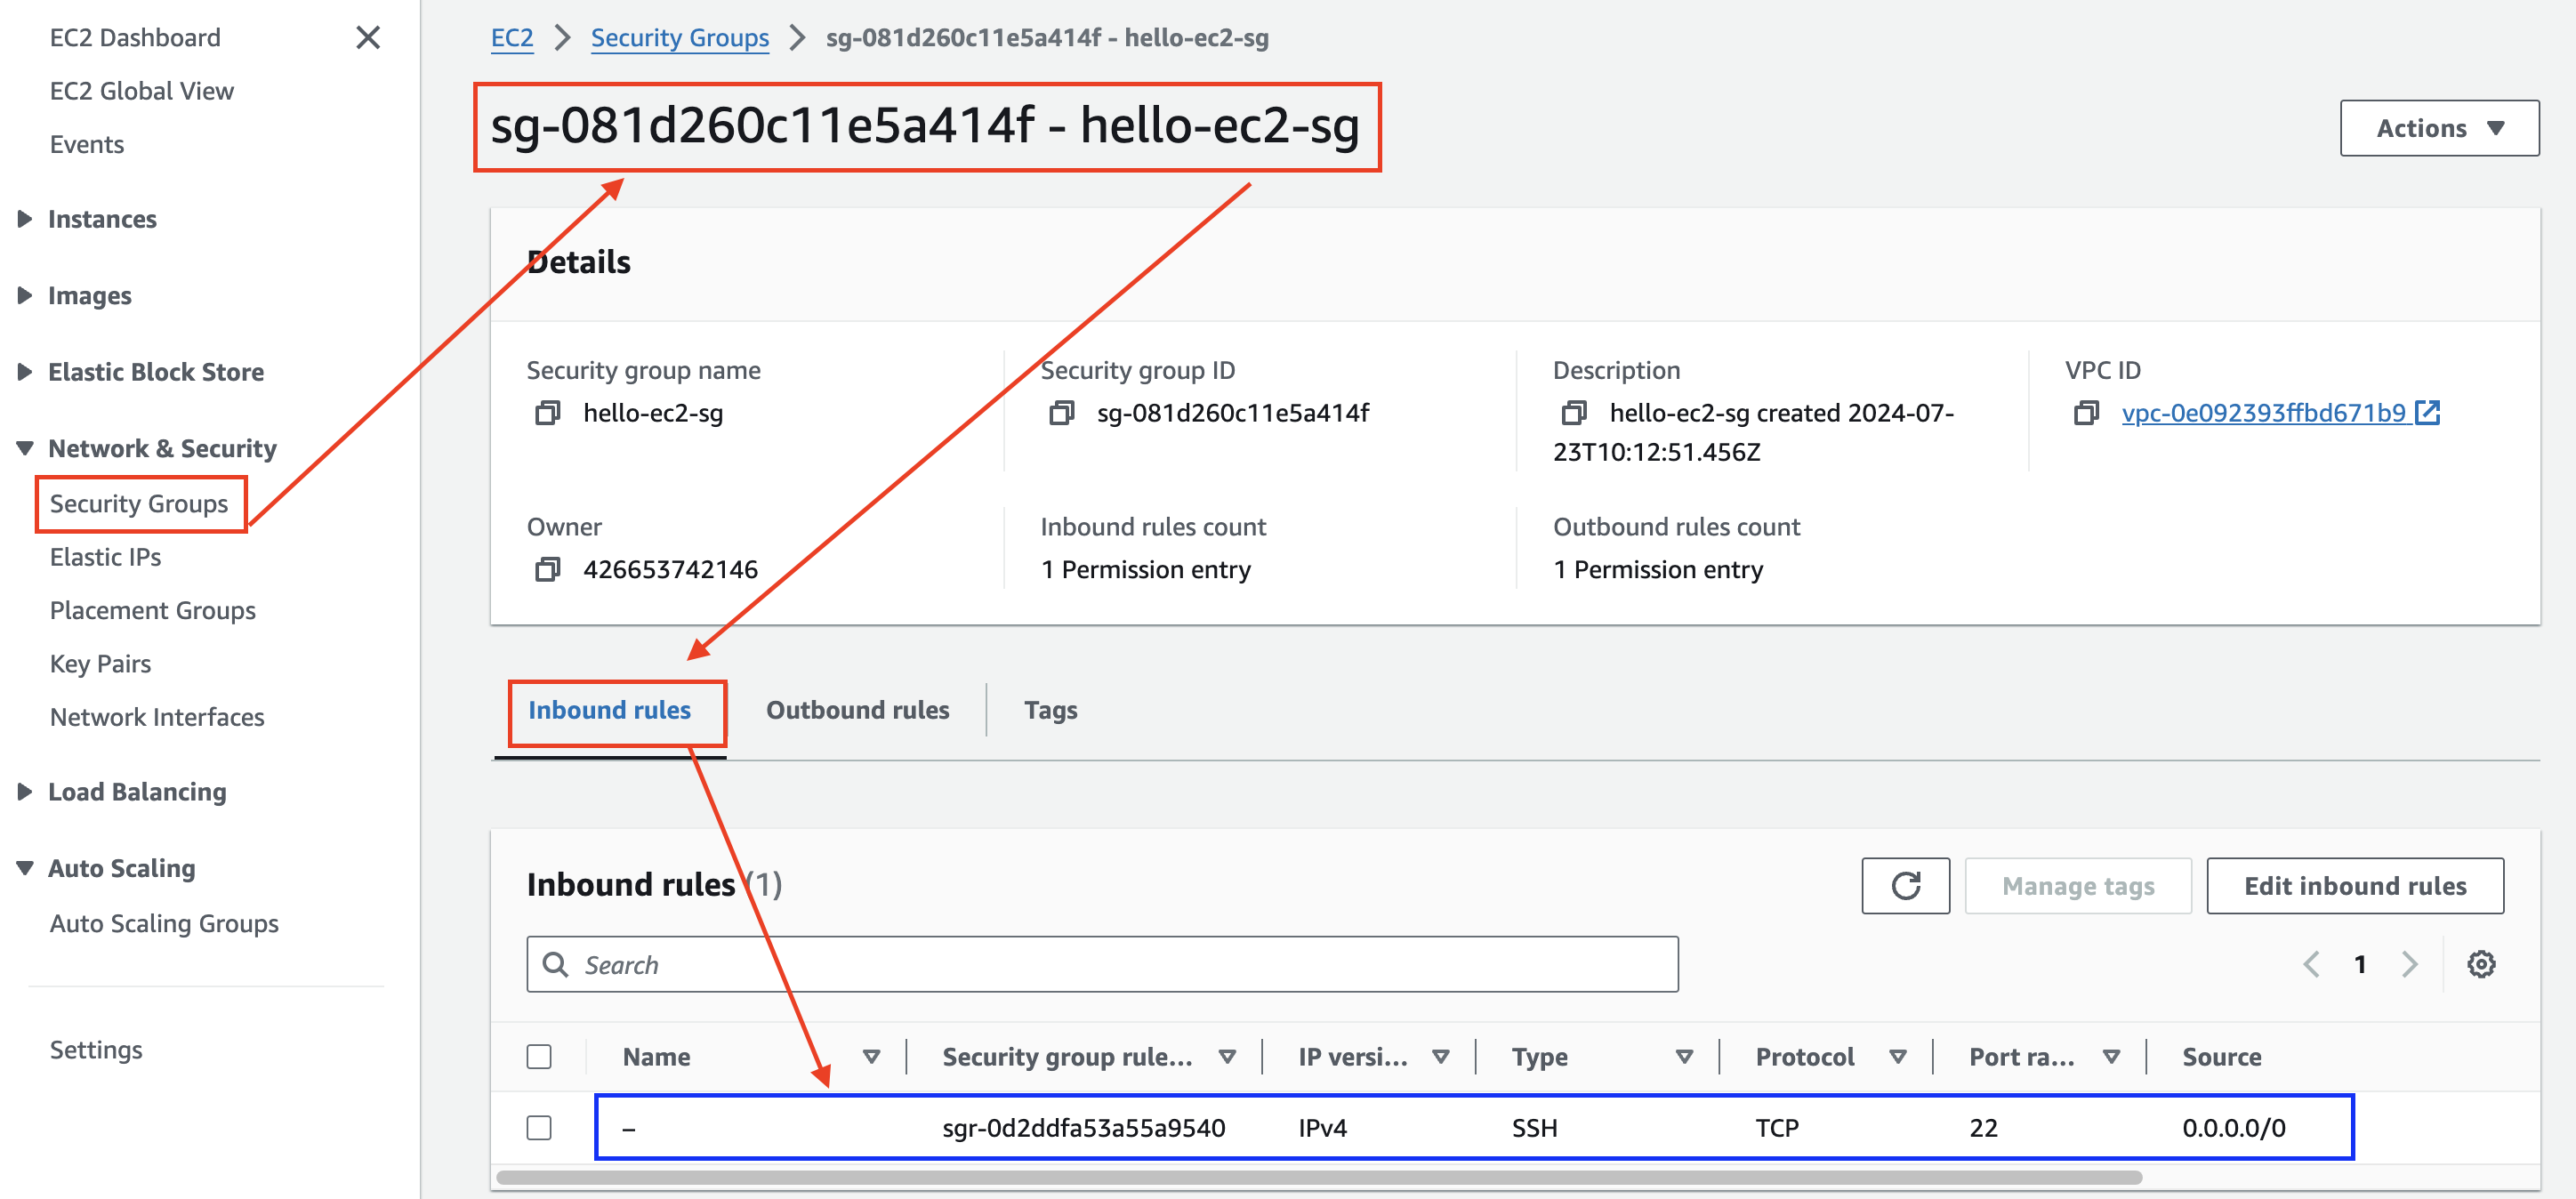 EC2 Dashboard
EC2 Global View
Events
Instances
Images
Elastic Block Store
Network & Security
Security Groups
Elastic IPs
Placement Groups
Key Pairs
Network Interfaces
Load Balancing
Auto Scaling
Auto Scaling Groups
Settings
EC2 > Security Groups > sg-081d260c11e5a414f - hello-ec2-sg
sg-081d260c11e5a414f - hello-ec2-sg
Actions
Details
Security group name
hello-ec2-sg
Security group ID
sg-081d260c11e5a414f
Description
hello-ec2-sg created 2024-07-
23T10:12:51.456Z
VPC ID
vpc-0e092393ffbd671b9
Owner
426653742146
Inbound rules count
1 Permission entry
Outbound rules count
1 Permission entry
Inbound rules Outbound rules Tags
Inbound rules (1)
Manage tags
Edit inbound rules
Search
1
Name Security group rule... IP versi... Type Protocol Port ra... Source
– sgr-0d2ddfa53a55a9540 IPv4 SSH TCP 22 0.0.0.0/0